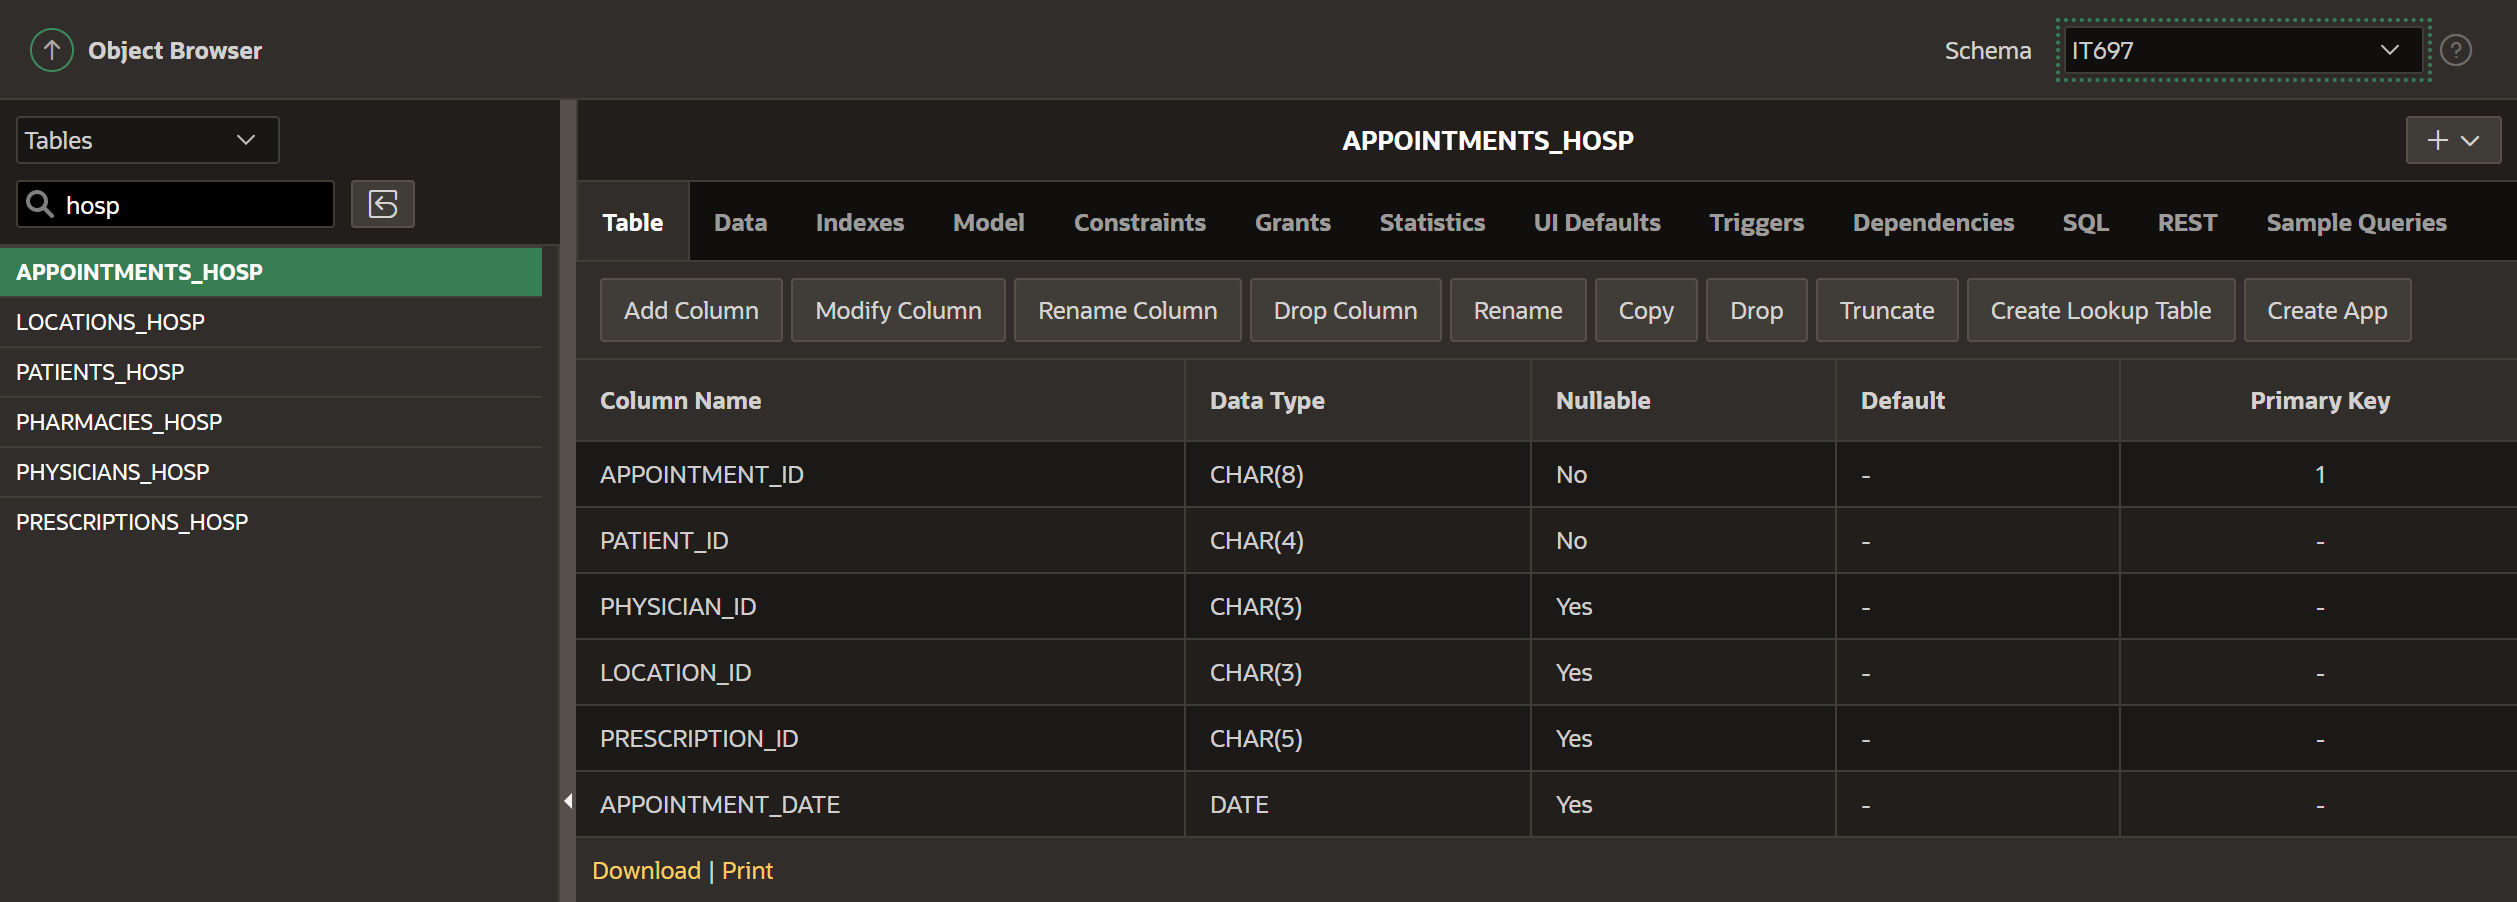 Object Browser
Schema IT697
Tables
hosp
APPOINTMENTS_HOSP
LOCATIONS_HOSP
PATIENTS_HOSP
PHARMACIES_HOSP
PHYSICIANS_HOSP
PRESCRIPTIONS_HOSP
APPOINTMENTS_HOSP
Table Data Indexes Model Constraints Grants Statistics UI Defaults Triggers Dependencies SQL REST Sample Queries
Add Column Modify Column Rename Column Drop Column Rename Copy Drop Truncate Create Lookup Table Create App
Column Name Data Type Nullable Default Primary Key
APPOINTMENT_ID CHAR(8) No - 1
PATIENT_ID CHAR(4) No - -
PHYSICIAN_ID CHAR(3) Yes - -
LOCATION_ID CHAR(3) Yes - -
PRESCRIPTION_ID CHAR(5) Yes - -
APPOINTMENT_DATE DATE Yes - -
Download | Print